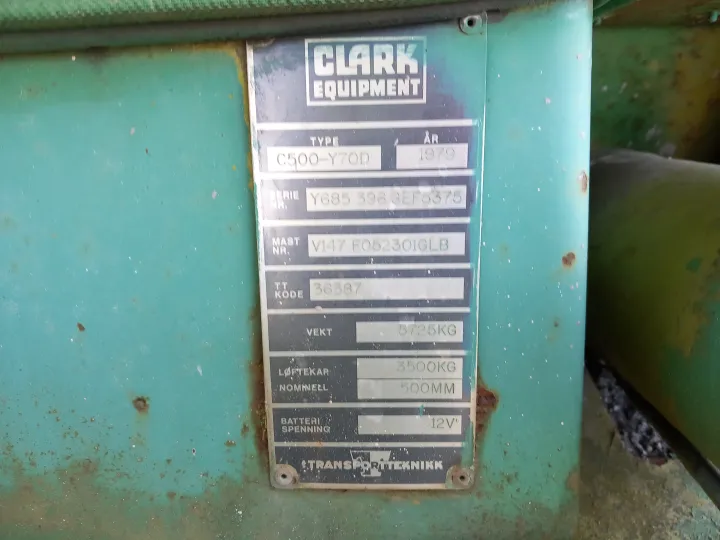 CLARK
EQUIPMENT
TYPE ÅR
C500-Y70D 1979
SERIE NR. Y685 398 GEF5375
MAST NR. V147 F052301GLB
TT KODE 36387
VEKT 5725KG
LØFTEKAP. 3500KG
NOMINELL 500MM
BATTERI SPENNING 12V
TRANSPORTTEKNIKK